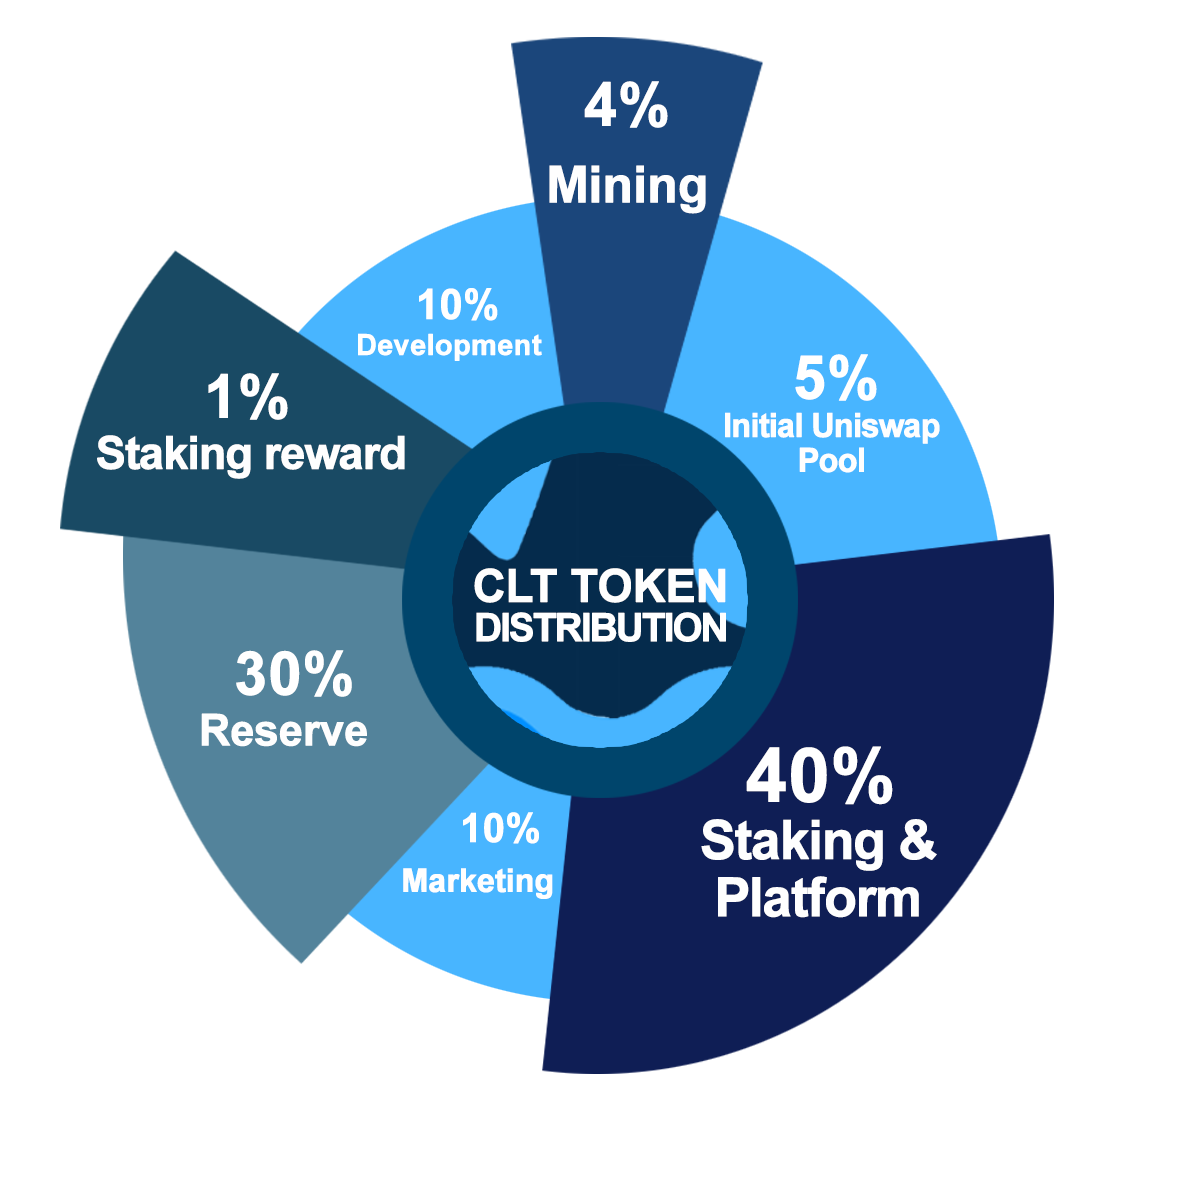 4%
Mining
10%
Development
5%
Initial Uniswap
Pool
1%
Staking reward
CLT TOKEN
DISTRIBUTION
30%
Reserve
40%
Staking &
Platform
10%
Marketing